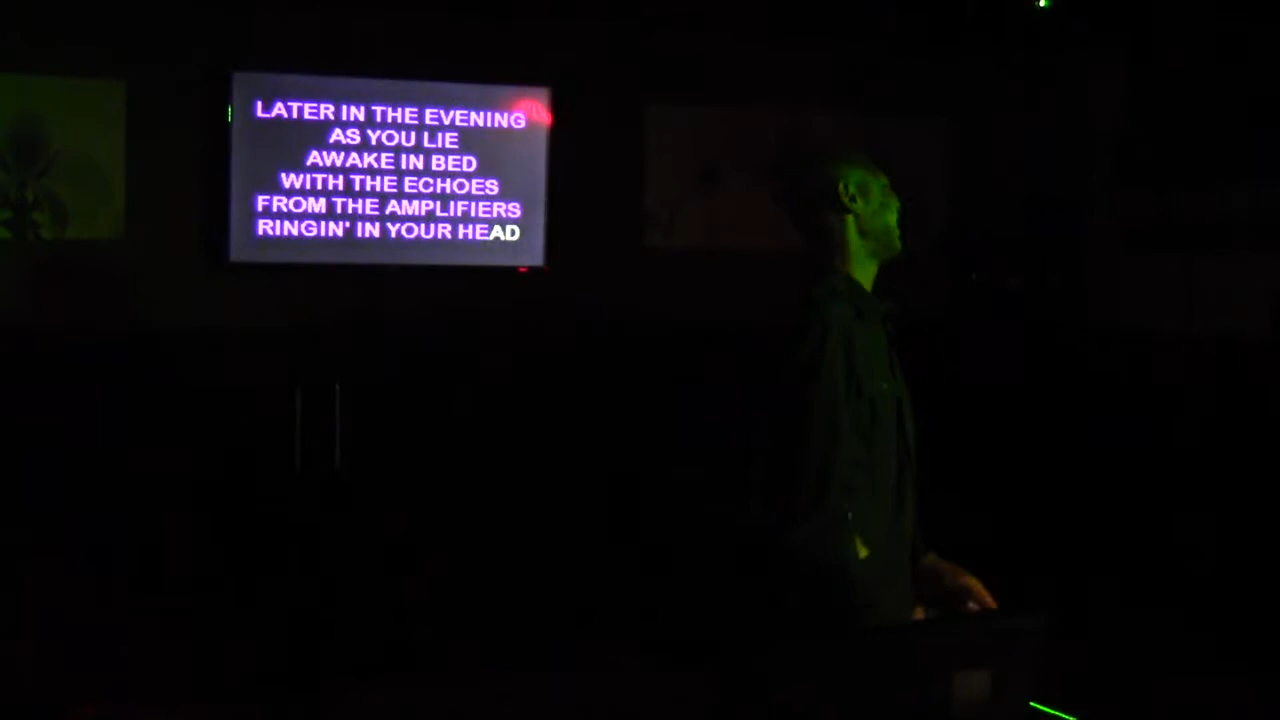 LATER IN THE EVENING
AS YOU LIE
AWAKE IN BED
WITH THE ECHOES
FROM THE AMPLIFIERS
RINGIN' IN YOUR HEAD